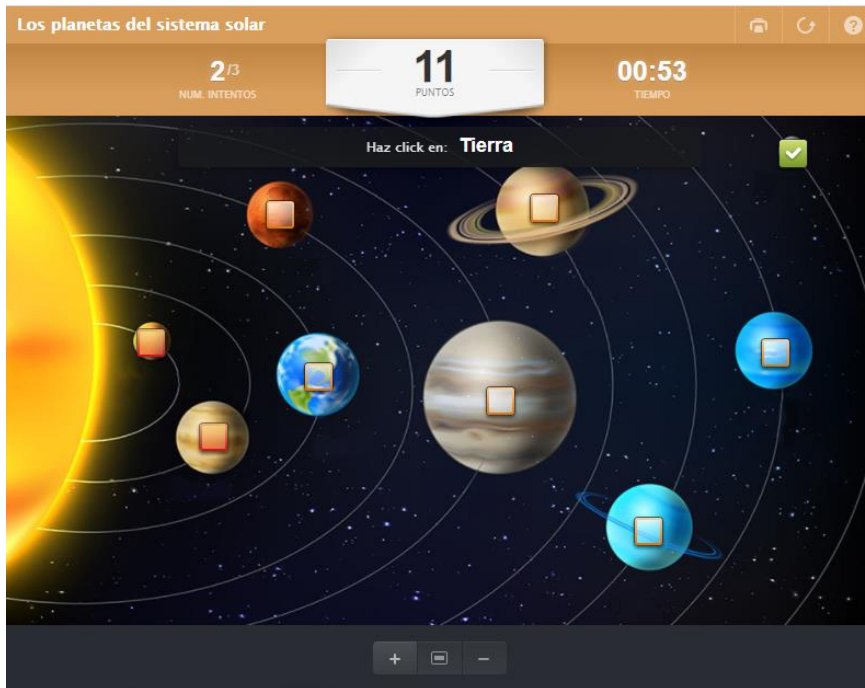 Los planetas del sistema solar
?
2/3
NUM. INTENTOS
11
PUNTOS
00:53
TIEMPO
Haz click en: Tierra
+
−